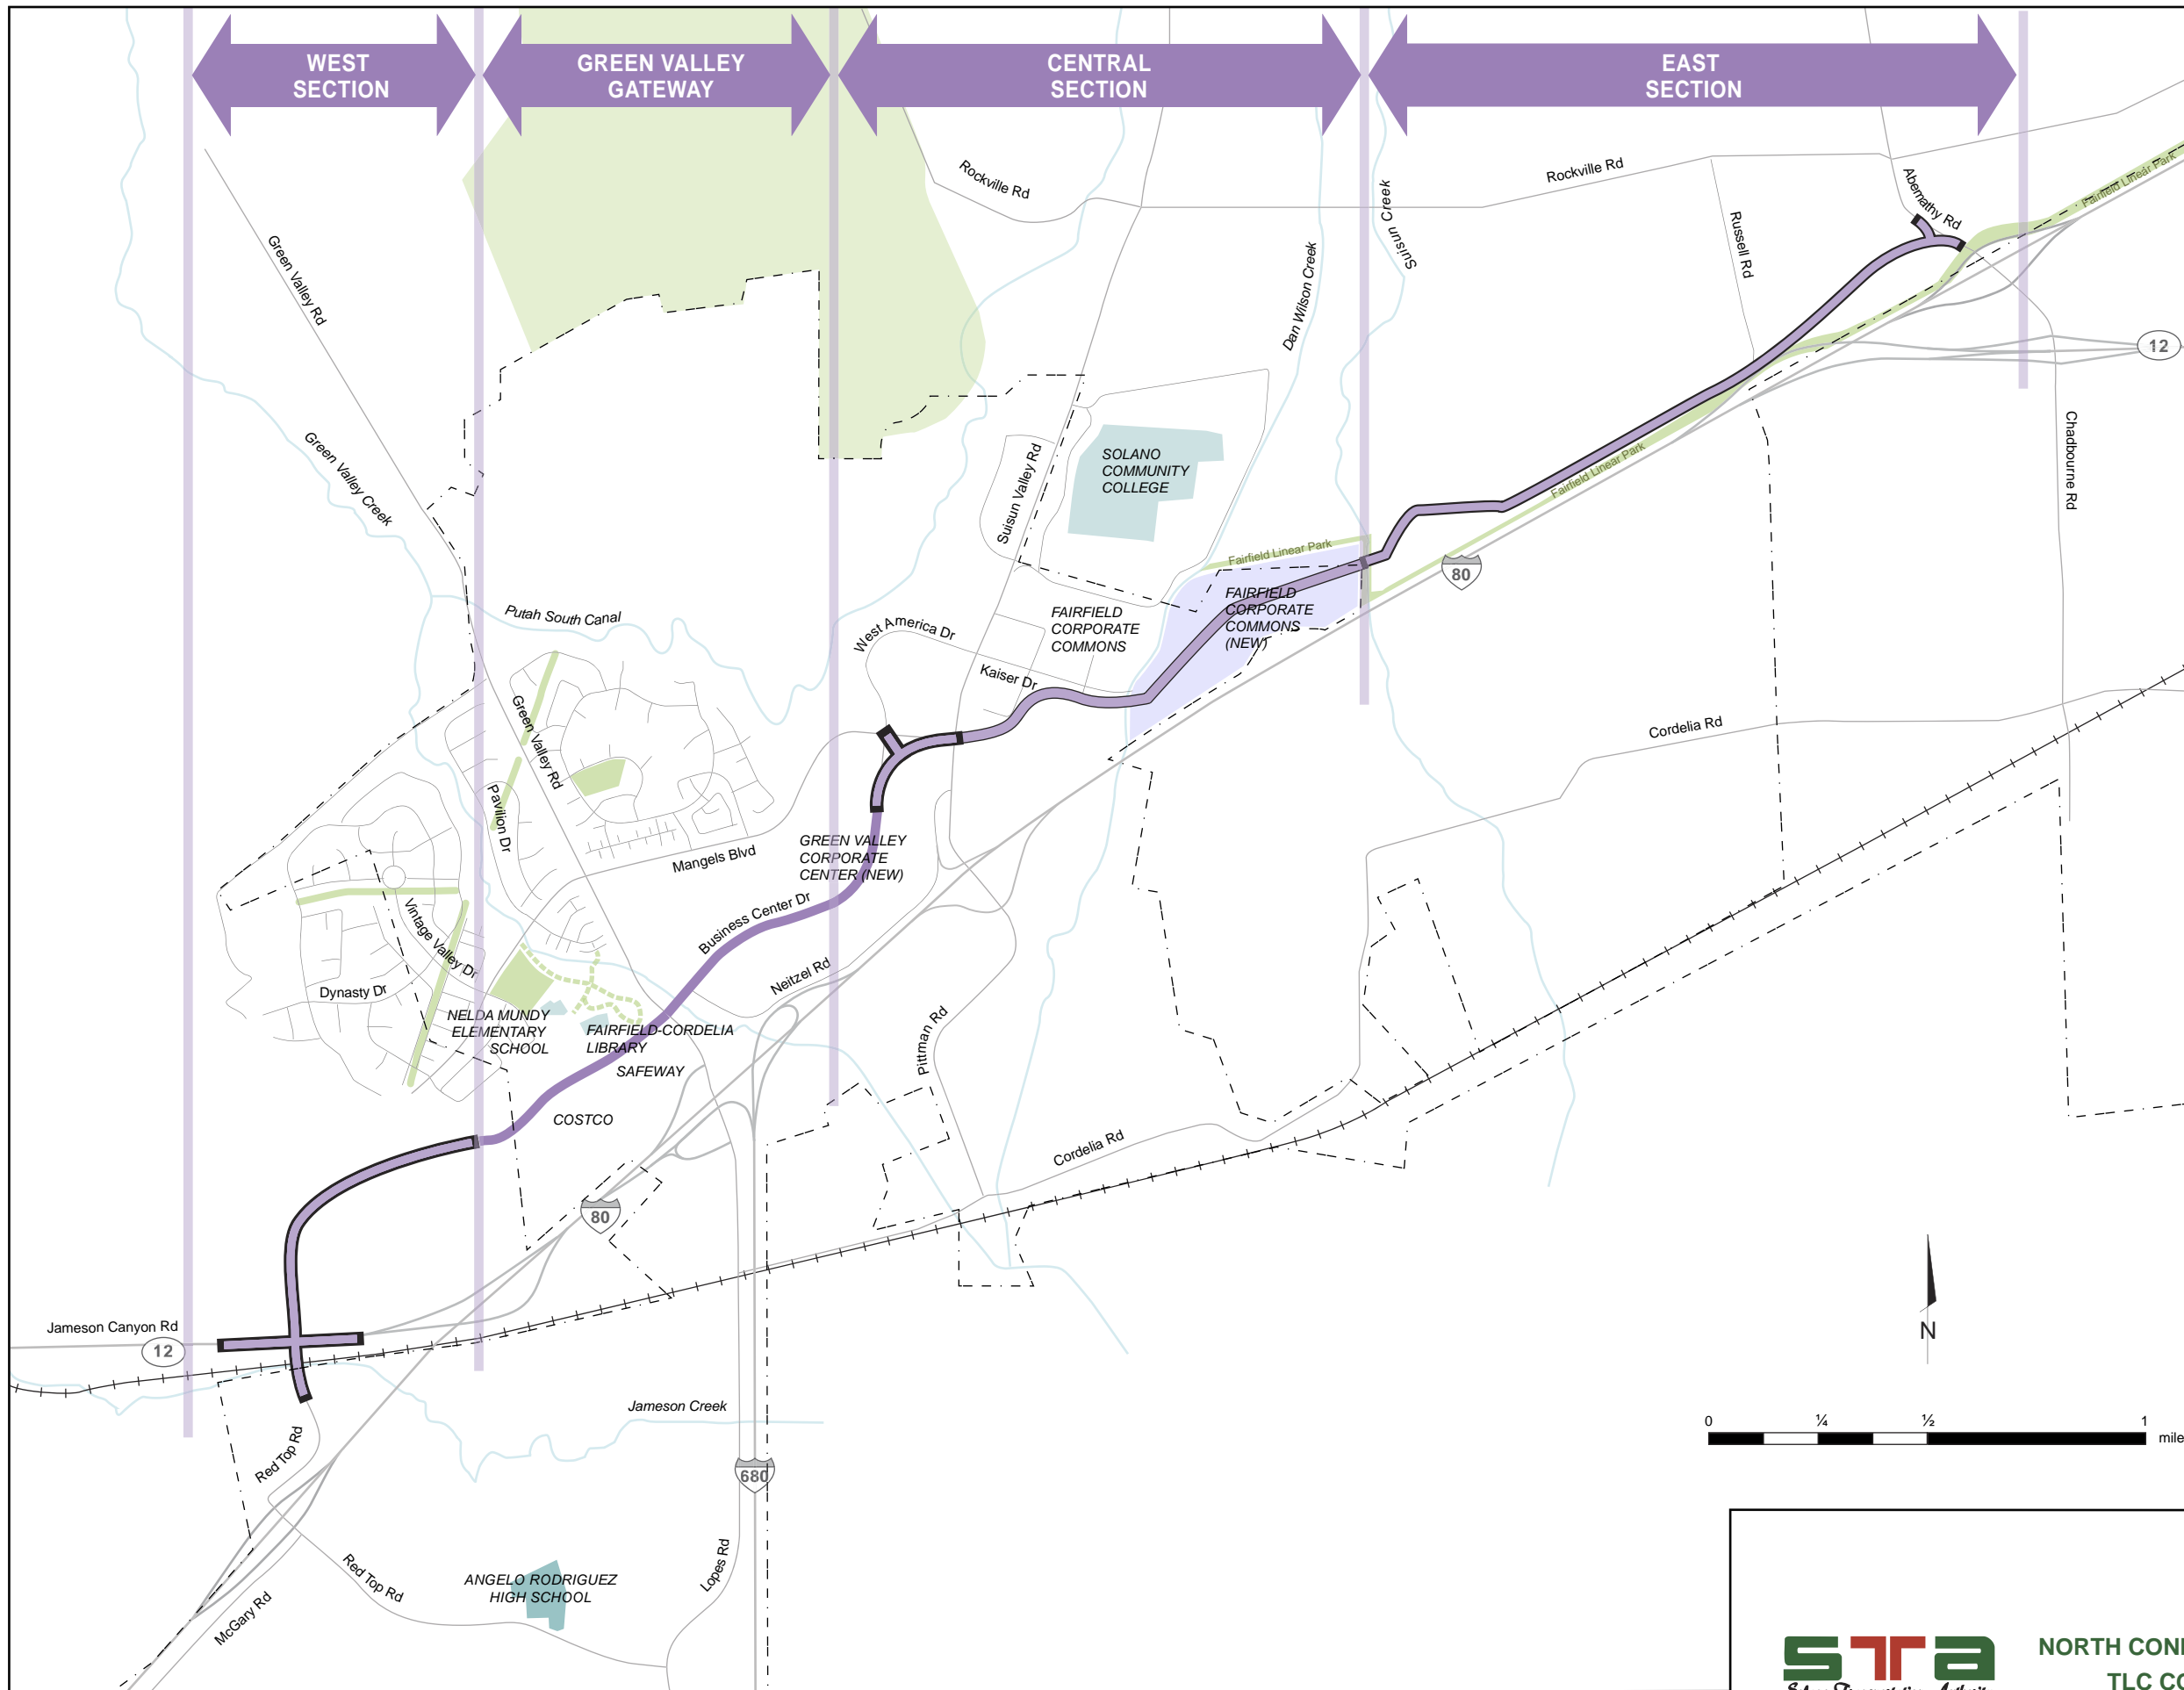 WEST
SECTION
GREEN VALLEY
GATEWAY
CENTRAL
SECTION
EAST
SECTION
Rockville Rd
Rockville Rd
Abernathy Rd
Fairfield Linear Park
Suisun Creek
Russell Rd
Green Valley Rd
Dan Wilson Creek
12
Green Valley Creek
Suisun Valley Rd
SOLANO
COMMUNITY
COLLEGE
Chadbourne Rd
Fairfield Linear Park
Fairfield Linear Park
80
Putah South Canal
West America Dr
FAIRFIELD
CORPORATE
COMMONS
FAIRFIELD
CORPORATE
COMMONS
(NEW)
Kaiser Dr
Green Valley Rd
Cordelia Rd
Pavilion Dr
Mangels Blvd
GREEN VALLEY
CORPORATE
CENTER (NEW)
Business Center Dr
Vintage Valley Dr
Neitzel Rd
Dynasty Dr
NELDA MUNDY
ELEMENTARY
SCHOOL
FAIRFIELD-CORDELIA
LIBRARY
Pittman Rd
SAFEWAY
COSTCO
Cordelia Rd
80
Jameson Canyon Rd
12
N
Jameson Creek
0 ¼ ½ 1
mile
Red Top Rd
680
Red Top Rd
ANGELO RODRIGUEZ
HIGH SCHOOL
Lopes Rd
McGary Rd
STA
NORTH CON
TLC CO